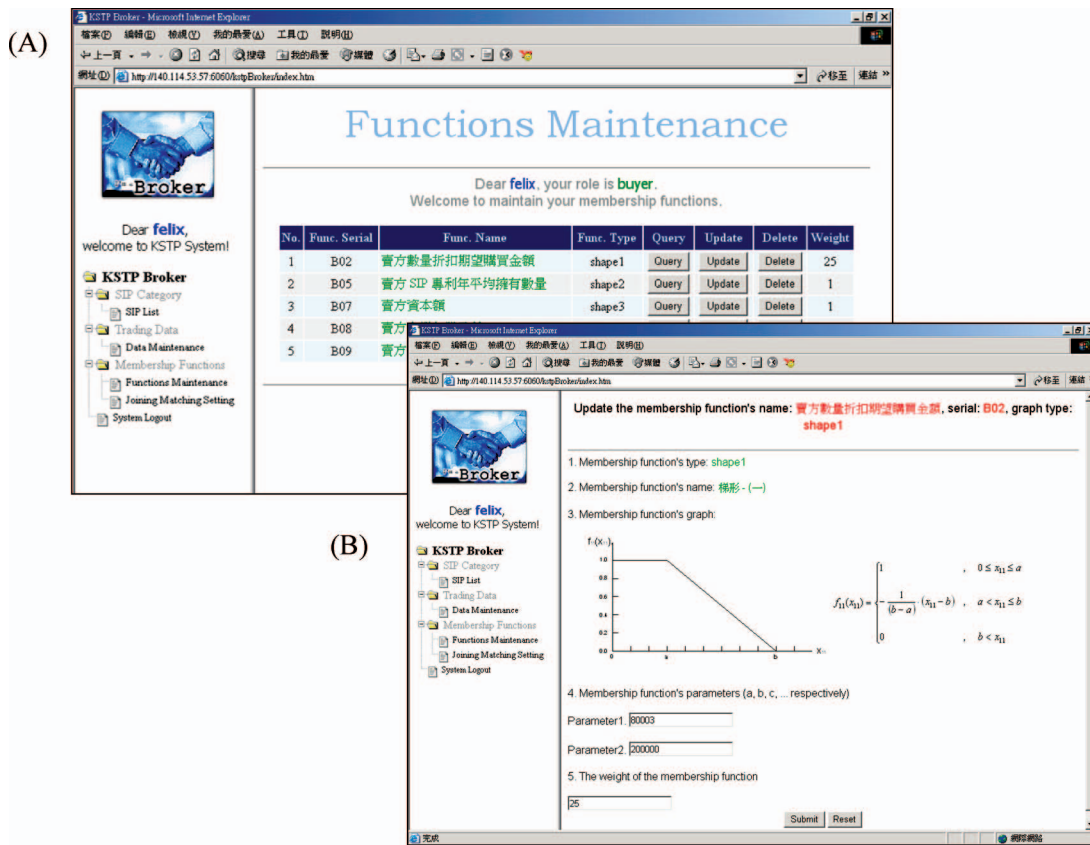 (A)
KSTP Broker - Microsoft Internet Explorer
檔案(F) 編輯(E) 檢視(V) 我的最愛(A) 工具(T) 說明(H)
上一頁 搜尋 我的最愛 媒體
網址(D) http://140.114.53.57:6060/kstpBroker/index.htm 移至 連結 »
Broker
Dear felix,
welcome to KSTP System!
KSTP Broker
SIP Category
SIP List
Trading Data
Data Maintenance
Membership Functions
Functions Maintenance
Joining Matching Setting
System Logout
Functions Maintenance
Dear felix, your role is buyer.
Welcome to maintain your membership functions.
No. Func. Serial Func. Name Func. Type Query Update Delete Weight
1 B02 賣方數量折扣期望購買金額 shape1 Query Update Delete 25
2 B05 賣方 SIP 專利年平均擁有數量 shape2 Query Update Delete 1
3 B07 賣方資本額 shape3 Query Update Delete 1
4 B08 賣方
5 B09 賣方
(B)
KSTP Broker - Microsoft Internet Explorer
檔案(F) 編輯(E) 檢視(V) 我的最愛(A) 工具(T) 說明(H)
上一頁 搜尋 我的最愛 媒體
網址(D) http://140.114.53.57:6060/kstpBroker/index.htm 移至 連結
Broker
Dear felix,
welcome to KSTP System!
KSTP Broker
SIP Category
SIP List
Trading Data
Data Maintenance
Membership Functions
Functions Maintenance
Joining Matching Setting
System Logout
Update the membership function's name: 賣方數量折扣期望購買金額, serial: B02, graph type:
shape1
1. Membership function's type: shape1
2. Membership function's name: 梯形 - (一)
3. Membership function's graph:
f₁₁(x₁₁)
1.0
0.8
0.6
0.4
0.2
0.0
0 a b X₁₁
f₁₁(x₁₁) = { 1 , 0 ≤ x₁₁ ≤ a
-1/(b-a) · (x₁₁-b) , a < x₁₁ ≤ b
0 , b < x₁₁
4. Membership function's parameters (a, b, c, ... respectively)
Parameter1. 80003
Parameter2. 200000
5. The weight of the membership function
25
Submit Reset
完成 網際網路